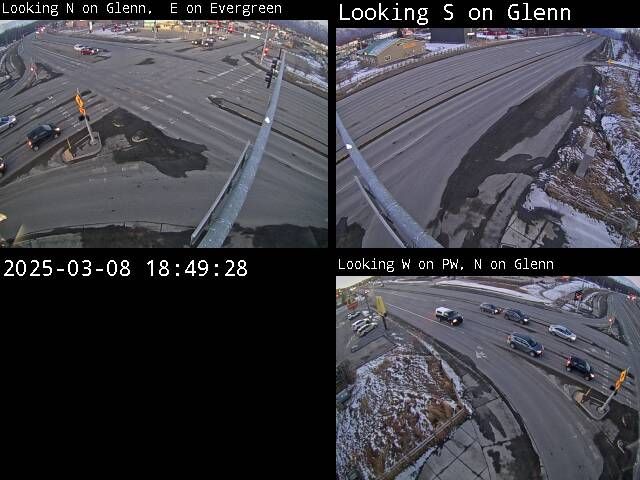 Looking N on Glenn,  E on Evergreen
Looking S on Glenn
2025-03-08 18:49:28
Looking W on PW, N on Glenn